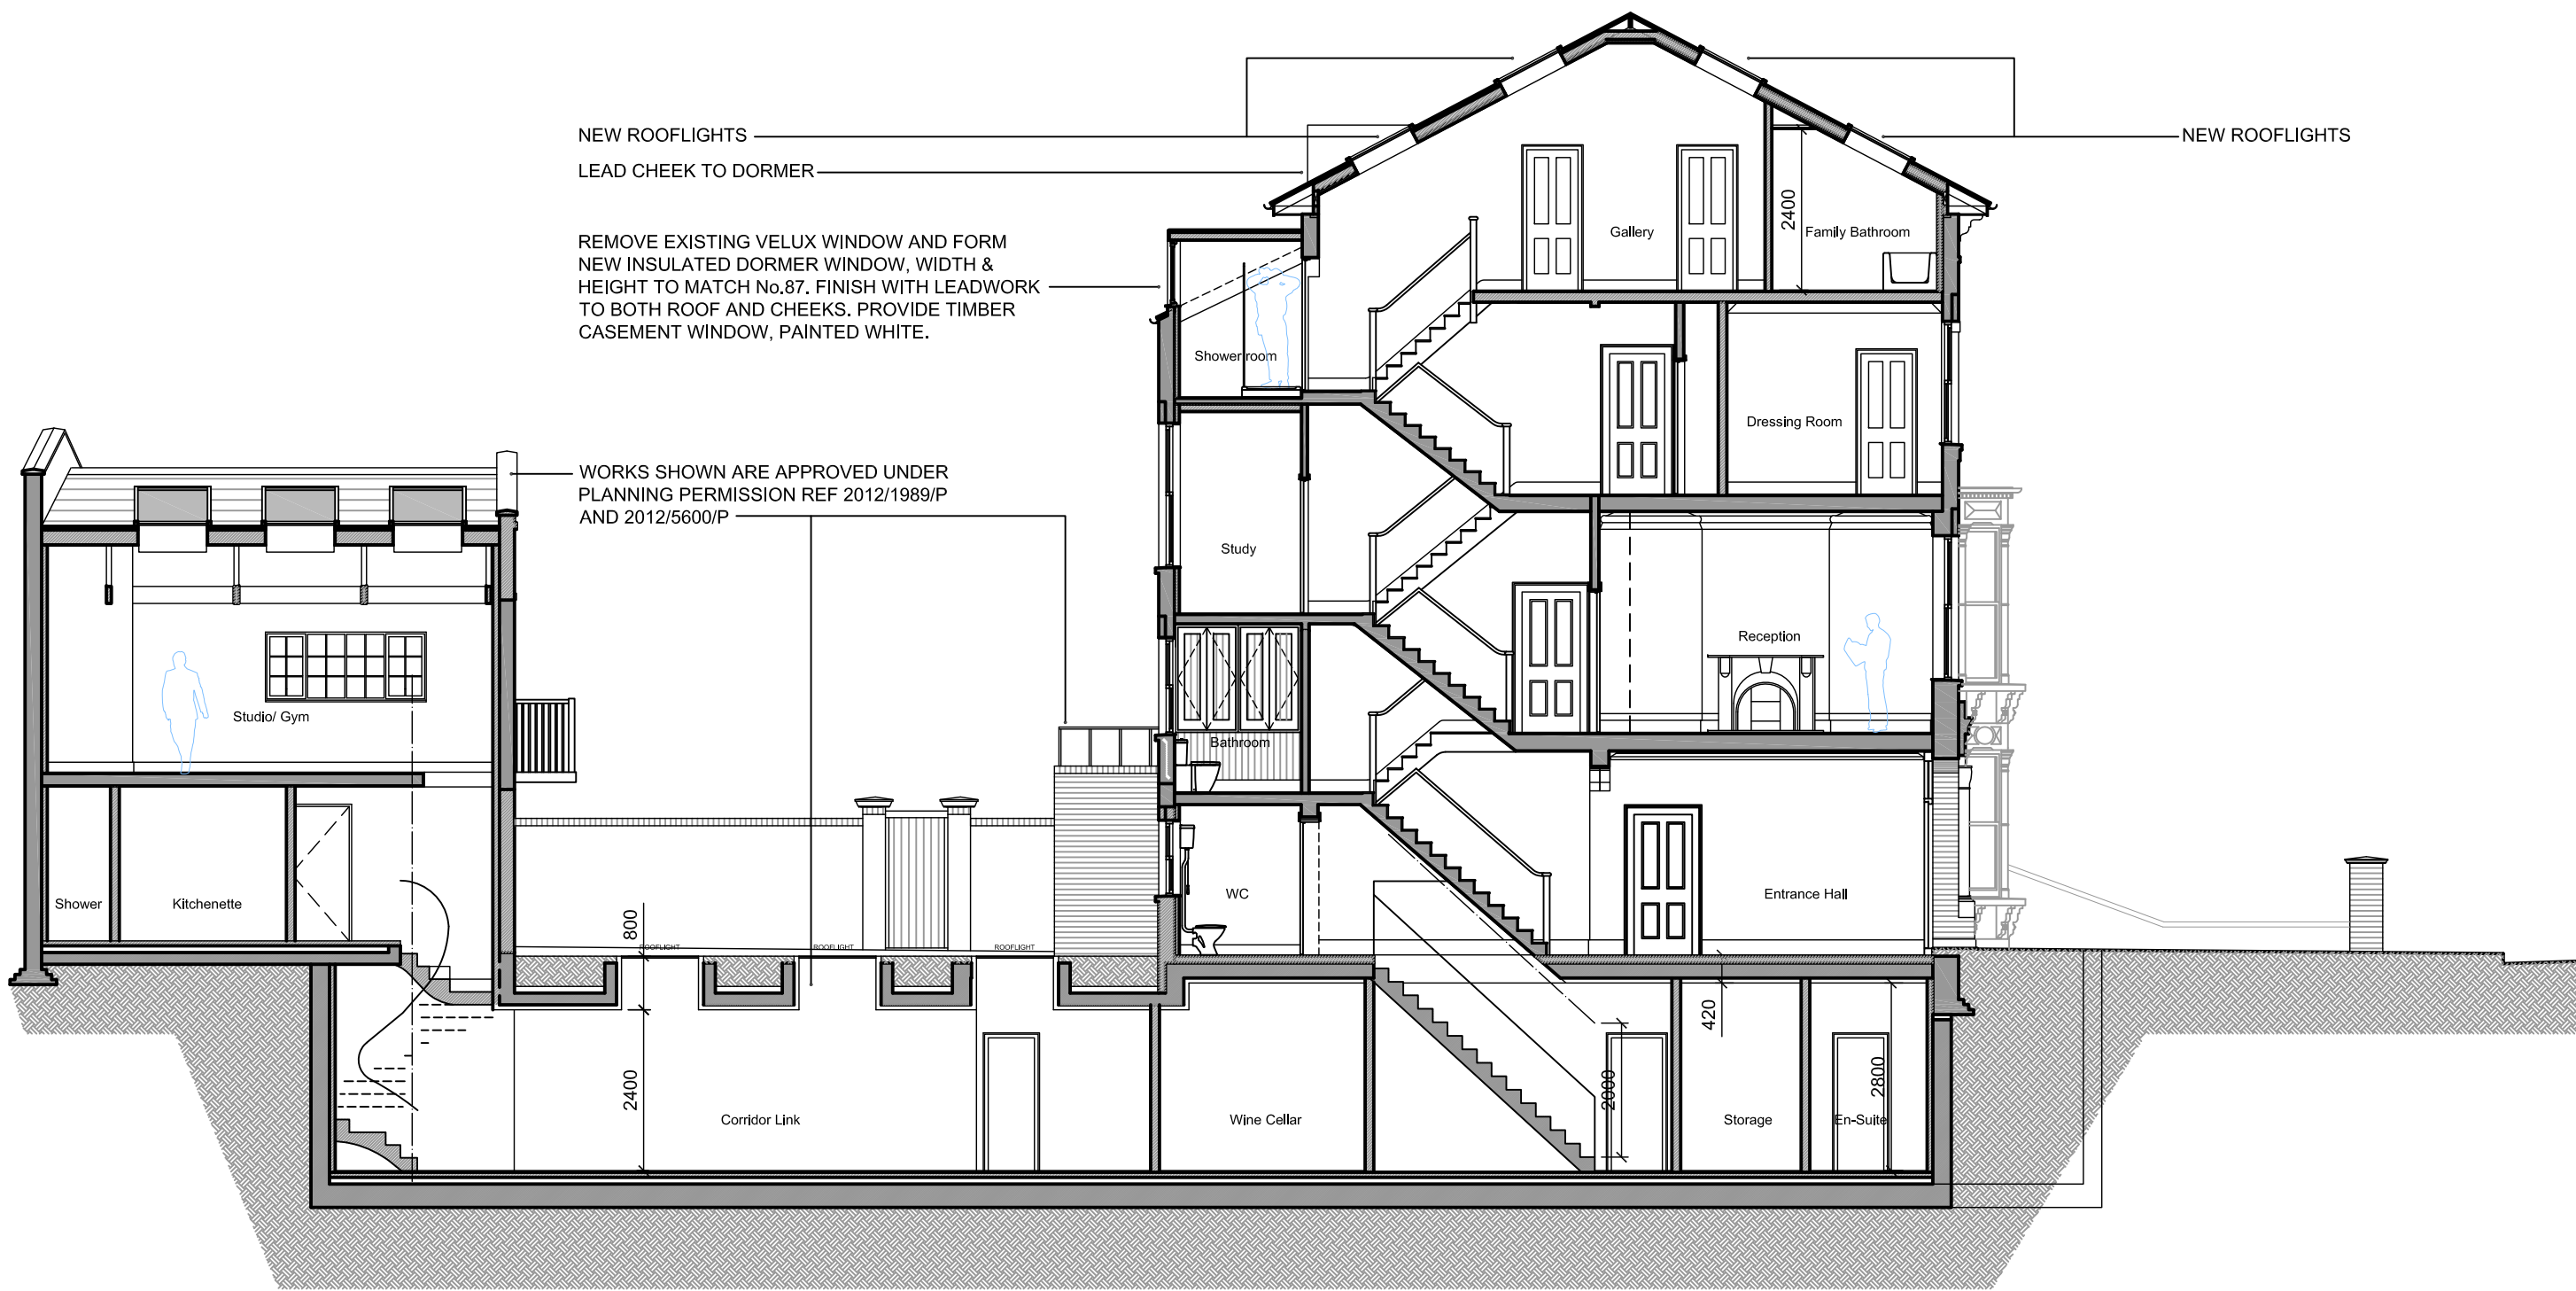 NEW ROOFLIGHTS
NEW ROOFLIGHTS
LEAD CHEEK TO DORMER
REMOVE EXISTING VELUX WINDOW AND FORM
NEW INSULATED DORMER WINDOW, WIDTH &
HEIGHT TO MATCH No.87. FINISH WITH LEADWORK
TO BOTH ROOF AND CHEEKS. PROVIDE TIMBER
CASEMENT WINDOW, PAINTED WHITE.
2400
Gallery
Family Bathroom
Shower room
Dressing Room
WORKS SHOWN ARE APPROVED UNDER
PLANNING PERMISSION REF 2012/1989/P
AND 2012/5600/P
Study
Reception
Studio/ Gym
Bathroom
Shower
Kitchenette
WC
Entrance Hall
800
ROOFLIGHT
ROOFLIGHT
ROOFLIGHT
420
2400
2000
2800
Corridor Link
Wine Cellar
Storage
En-Suite